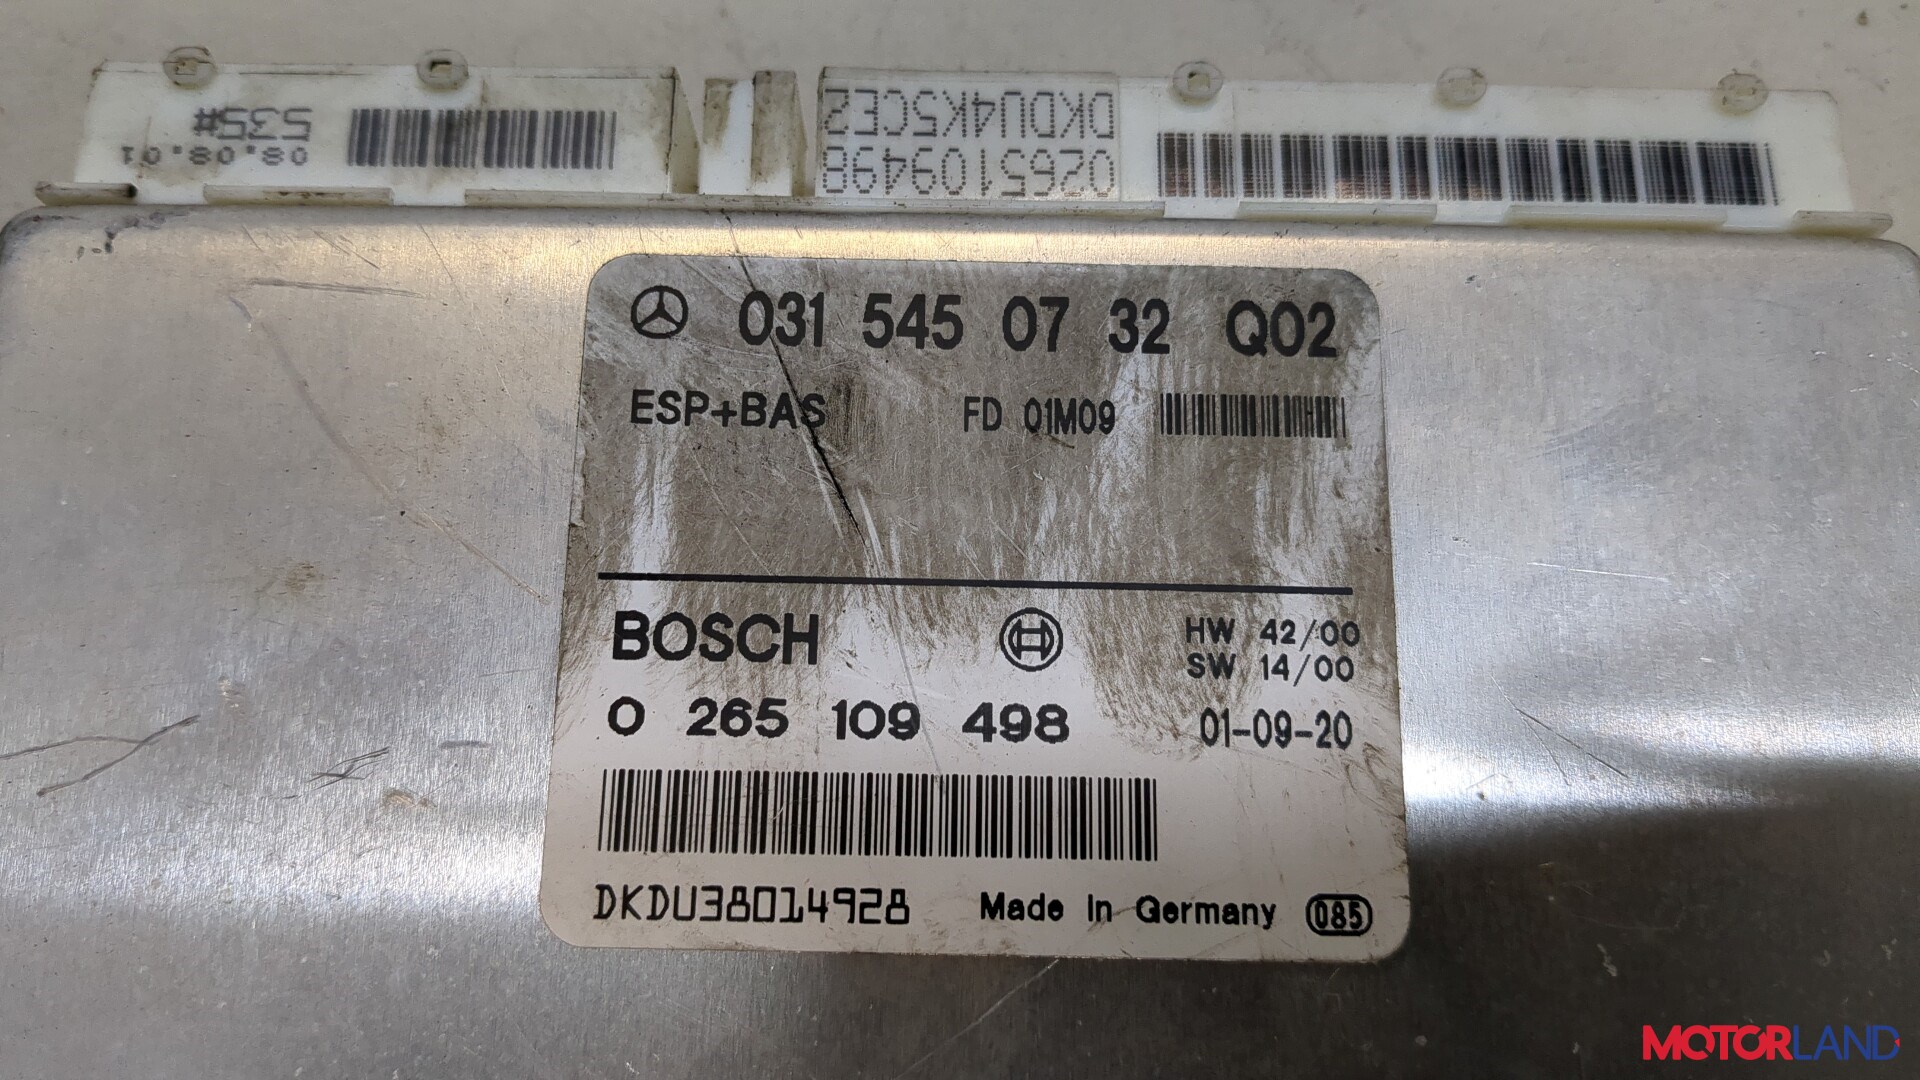 535#
08.08.01
DKDU4K5CE2
0265109498
031 545 07 32 Q02
ESP+BAS FD 01M09
BOSCH HW 42/00
SW 14/00
0 265 109 498 01-09-20
DKDU38014928 Made in Germany 085
MOTORLAND